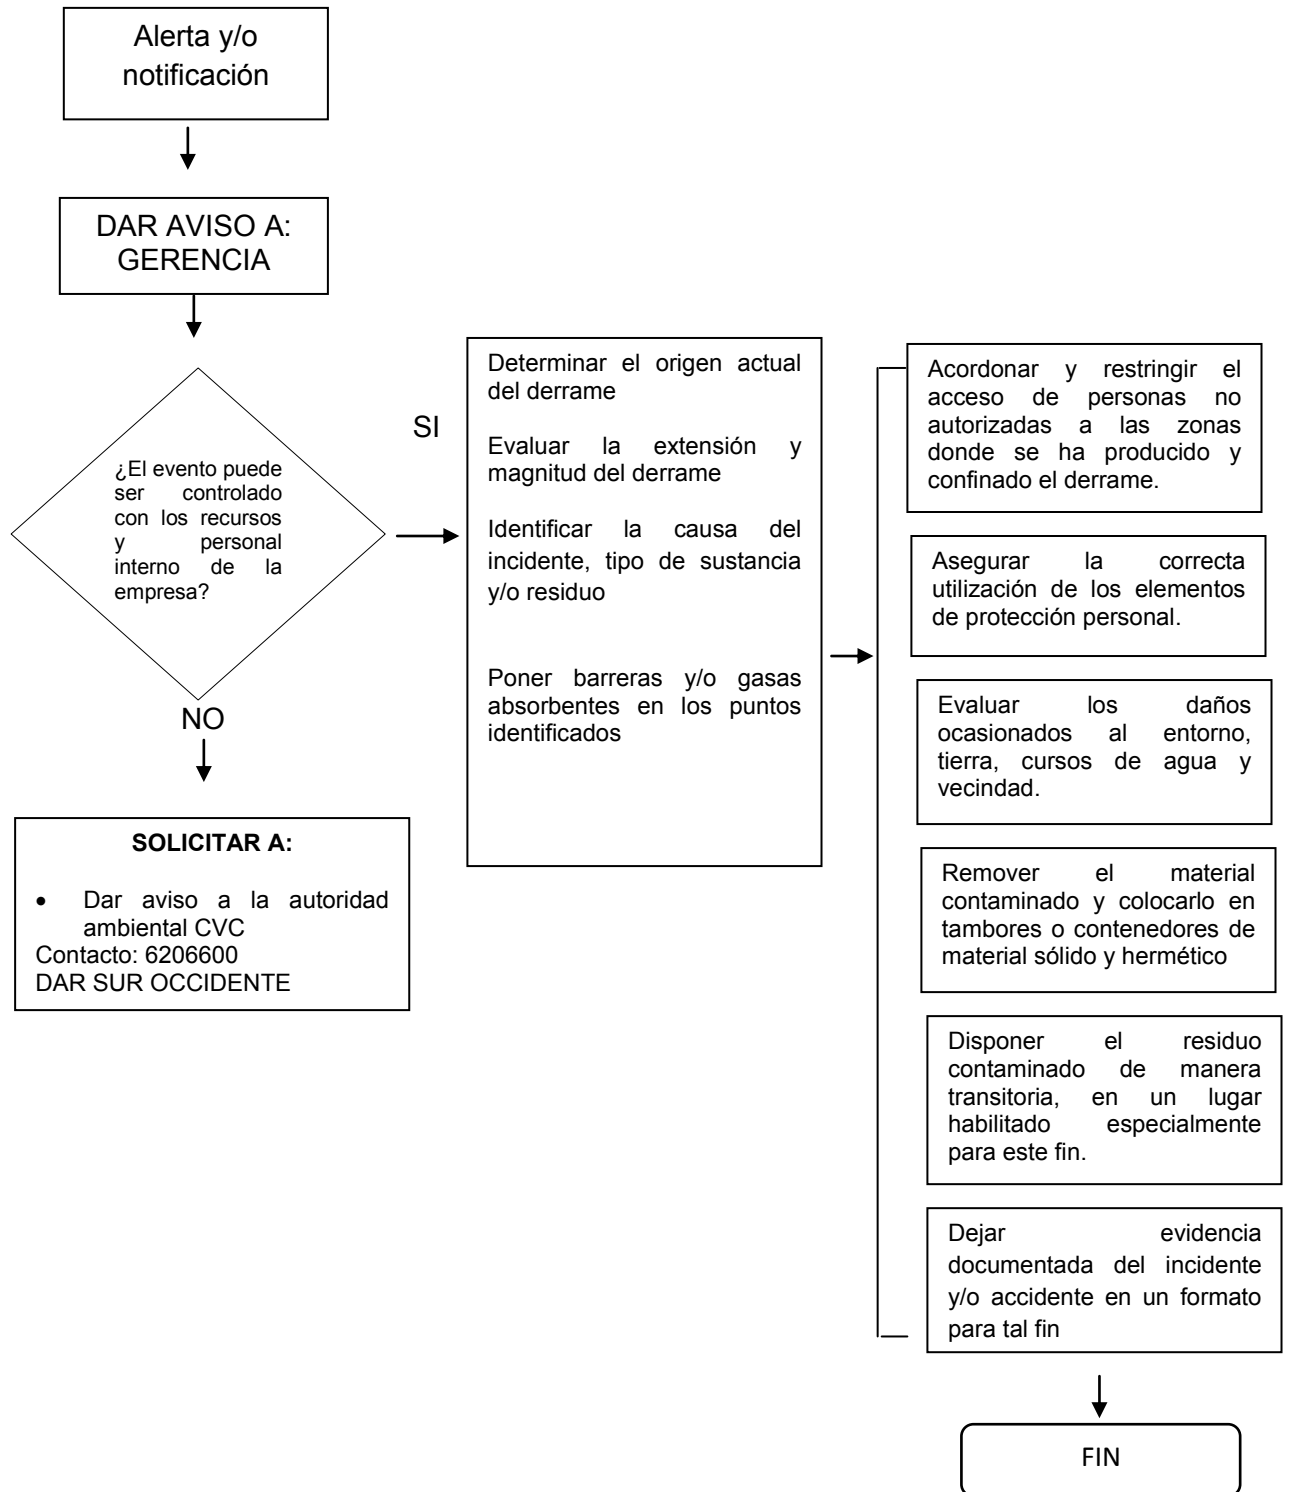 Alerta y/o
notificación
DAR AVISO A:
GERENCIA
¿El evento puede
ser controlado
con los recursos
y personal
interno de la
empresa?
SI
NO
SOLICITAR A:
• Dar aviso a la autoridad
ambiental CVC
Contacto: 6206600
DAR SUR OCCIDENTE
Determinar el origen actual
del derrame
Evaluar la extensión y
magnitud del derrame
Identificar la causa del
incidente, tipo de sustancia
y/o residuo
Poner barreras y/o gasas
absorbentes en los puntos
identificados
Acordonar y restringir el
acceso de personas no
autorizadas a las zonas
donde se ha producido y
confinado el derrame.
Asegurar la correcta
utilización de los elementos
de protección personal.
Evaluar los daños
ocasionados al entorno,
tierra, cursos de agua y
vecindad.
Remover el material
contaminado y colocarlo en
tambores o contenedores de
material sólido y hermético
Disponer el residuo
contaminado de manera
transitoria, en un lugar
habilitado especialmente
para este fin.
Dejar evidencia
documentada del incidente
y/o accidente en un formato
para tal fin
FIN